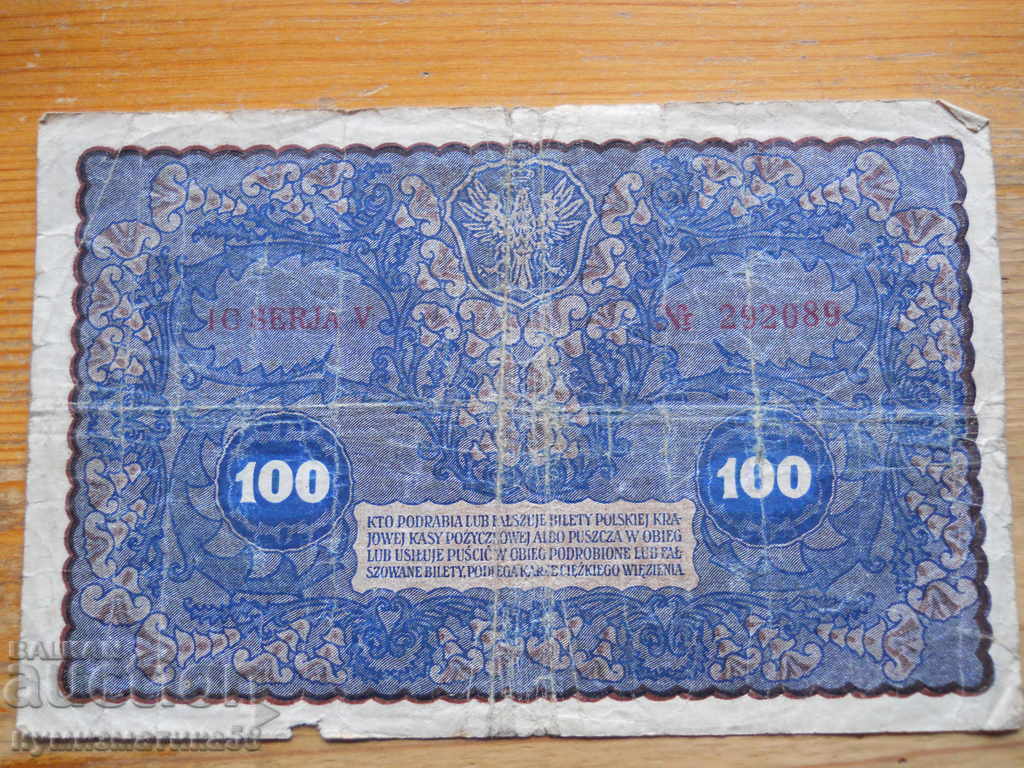 IG SERJA V № 292089
100 100
KTO PODRABIA LUB FAŁSZUJE BILETY POLSKIEJ KRA-
JOWEJ KASY POŻYCZKOWEJ ALBO PUSZCZA W OBIEG
LUB USIŁUJE PUŚCIĆ W OBIEG PODROBIONE LUB FAŁ-
SZOWANE BILETY, PODLEGA KARZE CIĘŻKIEGO WIĘZIENIA.
BALKAN
auction
нумизматика58